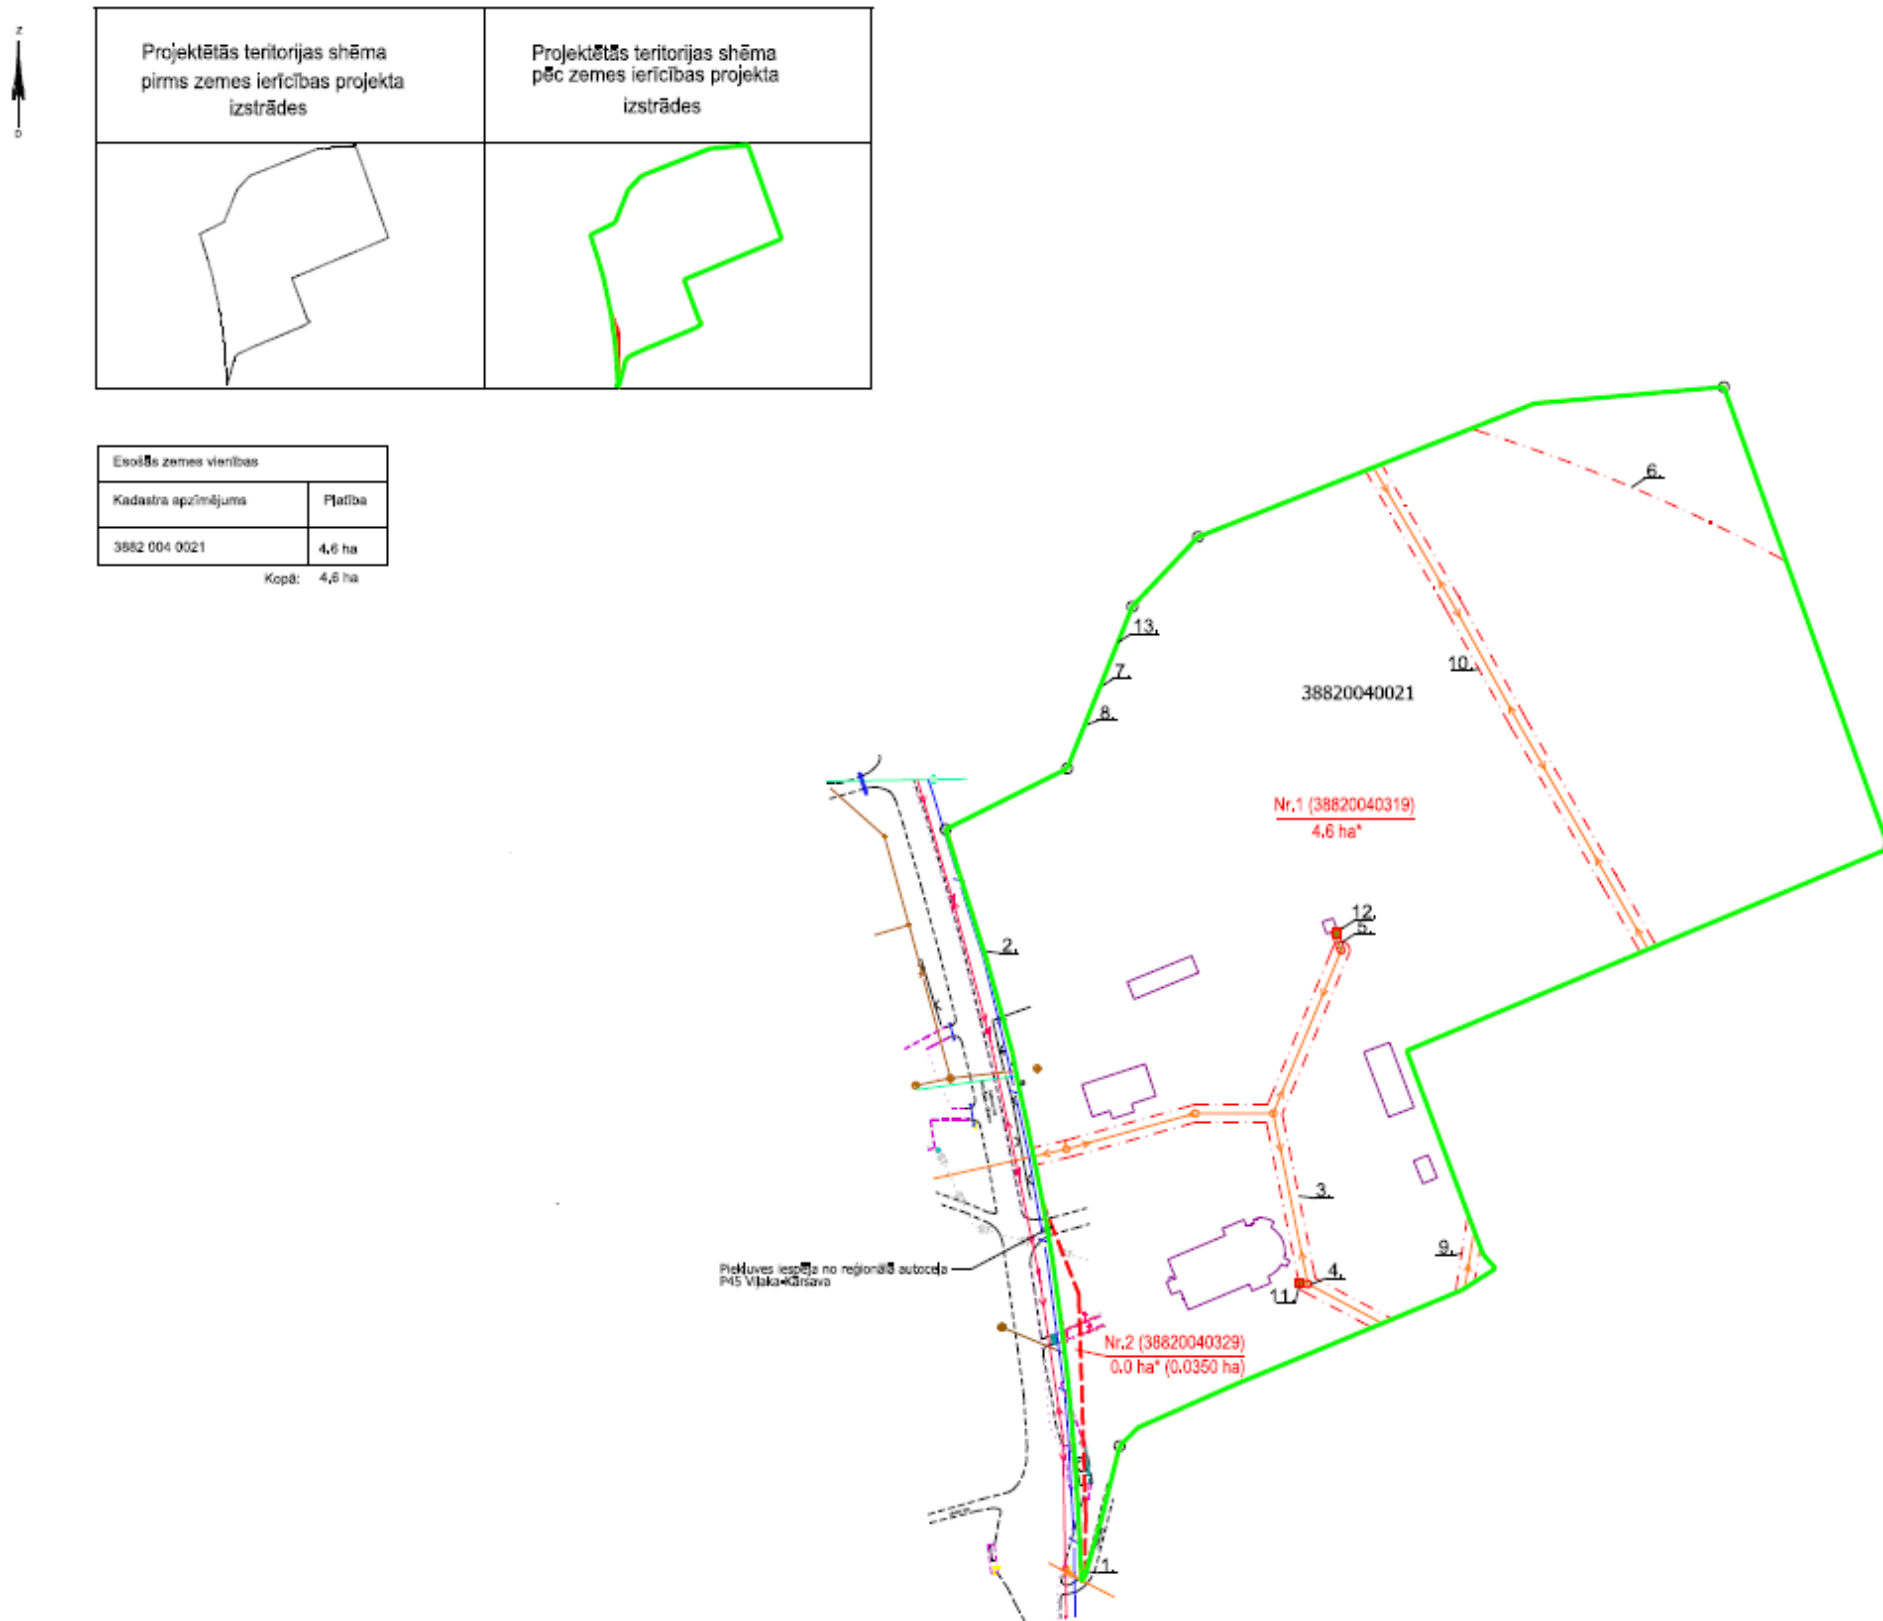 Z
D
Projektētās teritorijas shēma
pirms zemes ierīcības projekta
izstrādes
Projektētās teritorijas shēma
pēc zemes ierīcības projekta
izstrādes
Esošās zemes vienības
Kadastra apzīmējums
Platība
3882 004 0021
4,6 ha
Kopā: 4,6 ha
6.
13.
7.
8.
10.
38820040021
Nr.1 (38820040319)
4.6 ha*
12.
5.
2.
3.
9.
4.
11.
Piekļuves iespēja no reģionālā autoceļa
P45 Viļaka-Kārsava
Nr.2 (38820040329)
0.0 ha* (0.0350 ha)
1.